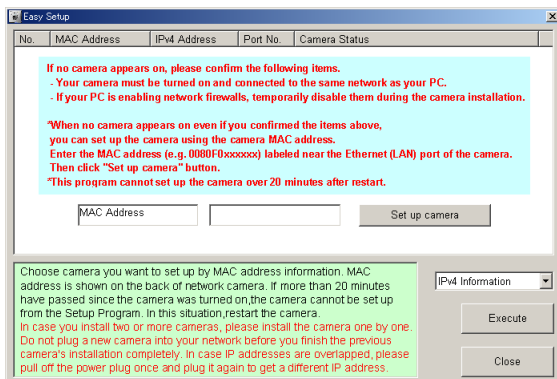 Easy Setup
No. MAC Address IPv4 Address Port No. Camera Status
If no camera appears on, please confirm the following items.
- Your camera must be turned on and connected to the same network as your PC.
- If your PC is enabling network firewalls, temporarily disable them during the camera installation.
*When no camera appears on even if you confirmed the items above,
you can set up the camera using the camera MAC address.
Enter the MAC address (e.g. 0080F0xxxxxx) labeled near the Ethernet (LAN) port of the camera.
Then click "Set up camera" button.
*This program cannot set up the camera over 20 minutes after restart.
MAC Address
Set up camera
Choose camera you want to set up by MAC address information. MAC
address is shown on the back of network camera. If more than 20 minutes
have passed since the camera was turned on,the camera cannot be set up
from the Setup Program. In this situation,restart the camera.
In case you install two or more cameras, please install the camera one by one.
Do not plug a new camera into your network before you finish the previous
camera's installation completely. In case IP addresses are overlapped, please
pull off the power plug once and plug it again to get a different IP address.
IPv4 Information
Execute
Close